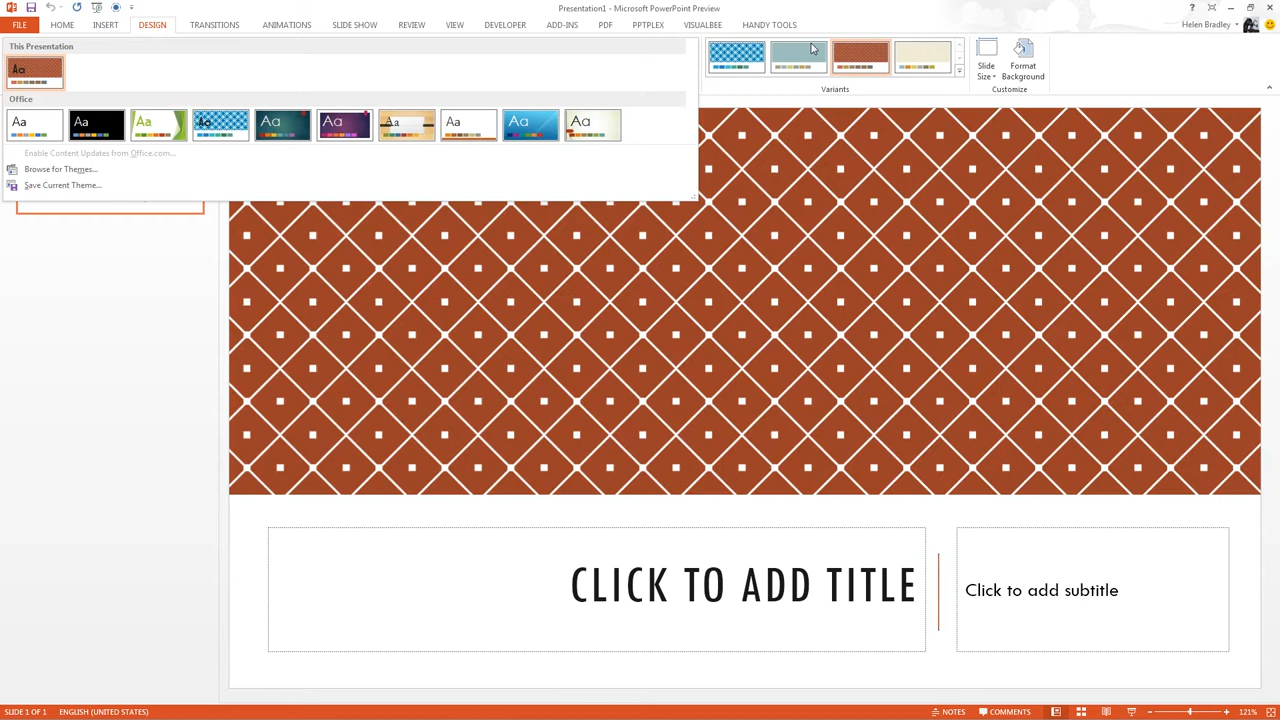 Presentation1 - Microsoft PowerPoint Preview
FILE HOME INSERT DESIGN TRANSITIONS ANIMATIONS SLIDE SHOW REVIEW VIEW DEVELOPER ADD-INS PDF PPTPLEX VISUALBEE HANDY TOOLS
Helen Bradley
This Presentation
Aa
Office
Aa Aa Aa Aa Aa Aa Aa Aa Aa Aa
Enable Content Updates from Office.com...
Browse for Themes...
Save Current Theme...
Variants
Slide Size
Format Background
Customize
CLICK TO ADD TITLE
Click to add subtitle
SLIDE 1 OF 1 ENGLISH (UNITED STATES) NOTES COMMENTS 121%